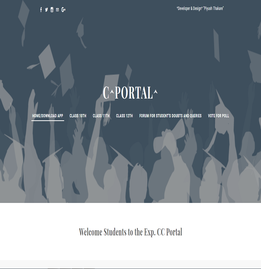 "Developer & Design" "Piyush Thakare"
C^PORTAL^
HOME/DOWNLOAD APP CLASS 10TH CLASS 11TH CLASS 12TH FORUM FOR STUDENT'S DOUBTS AND QUERIES VOTE FOR POLL
Welcome Students to the Exp. CC Portal